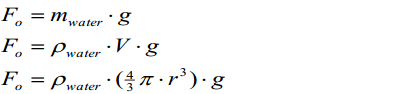 F_o = m_water · g
F_o = ρ_water · V · g
F_o = ρ_water · (4/3 π · r³) · g